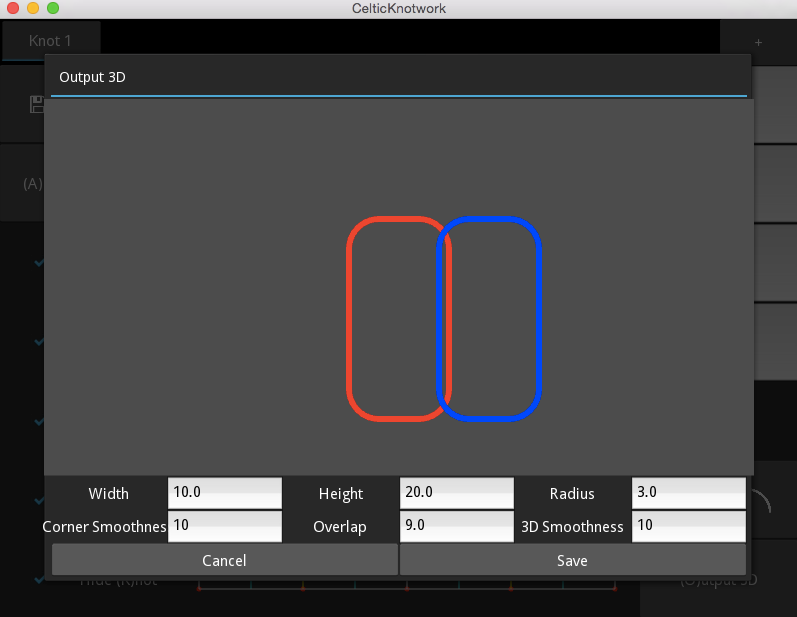 CelticKnotwork
Knot 1
+
Output 3D
(A)
Width 10.0 Height 20.0 Radius 3.0
Corner Smoothnes 10 Overlap 9.0 3D Smoothness 10
Cancel Save
Hide (K)not (O)utput 3D